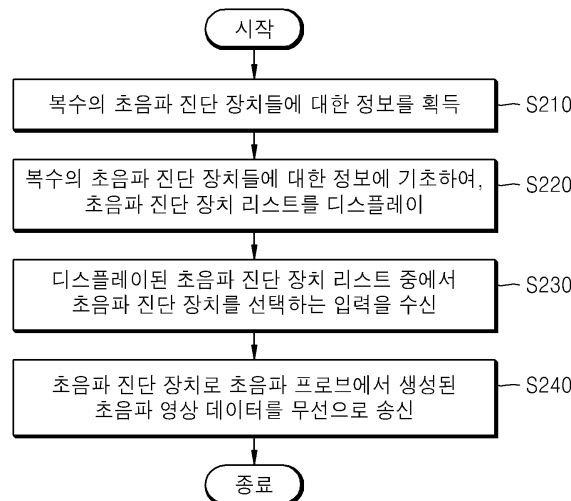 시작
복수의 초음파 진단 장치들에 대한 정보를 획득
S210
복수의 초음파 진단 장치들에 대한 정보에 기초하여,
초음파 진단 장치 리스트를 디스플레이
S220
디스플레이된 초음파 진단 장치 리스트 중에서
초음파 진단 장치를 선택하는 입력을 수신
S230
초음파 진단 장치로 초음파 프로브에서 생성된
초음파 영상 데이터를 무선으로 송신
S240
종료